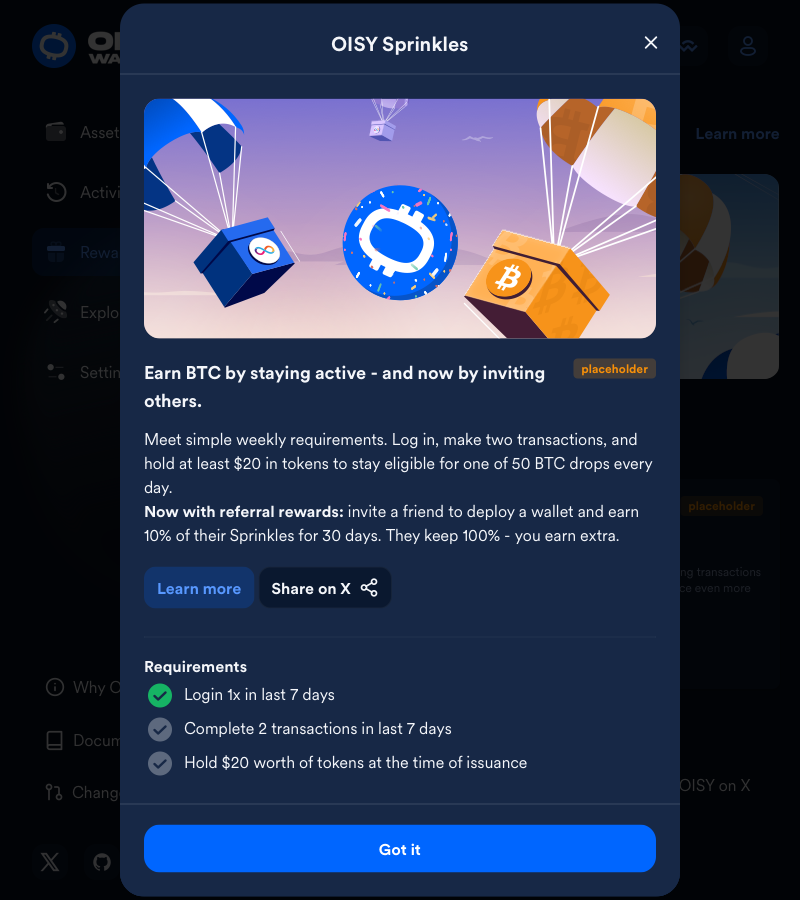 OISY Sprinkles
Earn BTC by staying active - and now by inviting
others.
placeholder
Meet simple weekly requirements. Log in, make two transactions, and
hold at least $20 in tokens to stay eligible for one of 50 BTC drops every
day.
Now with referral rewards: invite a friend to deploy a wallet and earn
10% of their Sprinkles for 30 days. They keep 100% - you earn extra.
Learn more
Share on X
Requirements
Login 1x in last 7 days
Complete 2 transactions in last 7 days
Hold $20 worth of tokens at the time of issuance
Got it
Learn more
placeholder
ng transactions
ce even more
OISY on X
Asset
Activi
Rewa
Explo
Settin
Why O
Docum
Chang